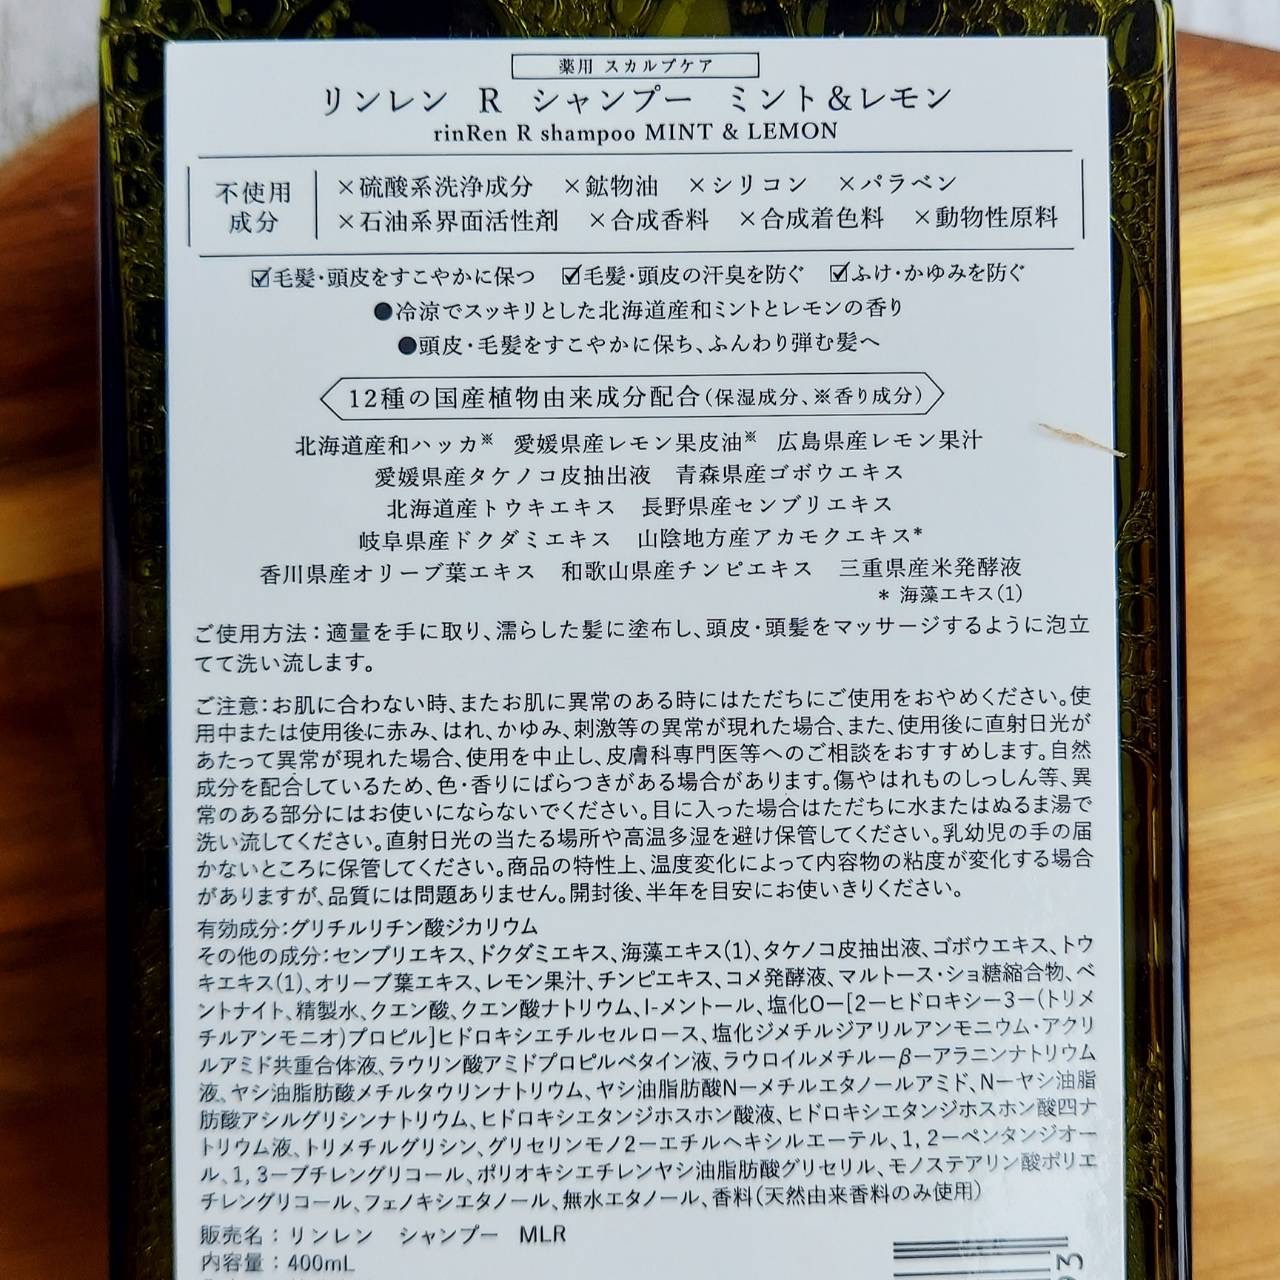 薬用 スカルプケア
リンレン R シャンプー ミント&レモン
rinRen R shampoo MINT & LEMON
不使用成分
×硫酸系洗浄成分 ×鉱物油 ×シリコン ×パラベン
×石油系界面活性剤 ×合成香料 ×合成着色料 ×動物性原料
☑毛髪・頭皮をすこやかに保つ ☑毛髪・頭皮の汗臭を防ぐ ☑ふけ・かゆみを防ぐ
●冷涼でスッキリとした北海道産和ミントとレモンの香り
●頭皮・毛髪をすこやかに保ち、ふんわり弾む髪へ
12種の国産植物由来成分配合(保湿成分、※香り成分)
北海道産和ハッカ※ 愛媛県産レモン果皮油※ 広島県産レモン果汁
愛媛県産タケノコ皮抽出液 青森県産ゴボウエキス
北海道産トウキエキス 長野県産センブリエキス
岐阜県産ドクダミエキス 山陰地方産アカモクエキス*
香川県産オリーブ葉エキス 和歌山県産チンピエキス 三重県産米発酵液
* 海藻エキス(1)
ご使用方法:適量を手に取り、濡らした髪に塗布し、頭皮・頭髪をマッサージするように泡立
てて洗い流します。
ご注意:お肌に合わない時、またお肌に異常のある時にはただちにご使用をおやめください。使
用中または使用後に赤み、はれ、かゆみ、刺激等の異常が現れた場合、また、使用後に直射日光が
あたって異常が現れた場合、使用を中止し、皮膚科専門医等へのご相談をおすすめします。自然
成分を配合しているため、色・香りにばらつきがある場合があります。傷やはれものしっしん等、異
常のある部分にはお使いにならないでください。目に入った場合はただちに水またはぬるま湯で
洗い流してください。直射日光の当たる場所や高温多湿を避け保管してください。乳幼児の手の届
かないところに保管してください。商品の特性上、温度変化によって内容物の粘度が変化する場合
がありますが、品質には問題ありません。開封後、半年を目安にお使いきりください。
有効成分:グリチルリチン酸ジカリウム
その他の成分:センブリエキス、ドクダミエキス、海藻エキス(1)、タケノコ皮抽出液、ゴボウエキス、トウ
キエキス(1)、オリーブ葉エキス、レモン果汁、チンピエキス、コメ発酵液、マルトース・ショ糖縮合物、ベ
ントナイト、精製水、クエン酸、クエン酸ナトリウム、l-メントール、塩化O-[2-ヒドロキシ-3-(トリメ
チルアンモニオ)プロピル]ヒドロキシエチルセルロース、塩化ジメチルジアリルアンモニウム・アクリ
ルアミド共重合体液、ラウリン酸アミドプロピルベタイン液、ラウロイルメチル-β-アラニンナトリウム
液、ヤシ油脂肪酸メチルタウリンナトリウム、ヤシ油脂肪酸N-メチルエタノールアミド、N-ヤシ油脂
肪酸アシルグリシンナトリウム、ヒドロキシエタンジホスホン酸液、ヒドロキシエタンジホスホン酸四ナ
トリウム液、トリメチルグリシン、グリセリンモノ2-エチルヘキシルエーテル、1,2-ペンタンジオー
ル、1,3-ブチレングリコール、ポリオキシエチレンヤシ油脂肪酸グリセリル、モノステアリン酸ポリエ
チレングリコール、フェノキシエタノール、無水エタノール、香料(天然由来香料のみ使用)
販売名:リンレン シャンプー MLR
内容量:400mL